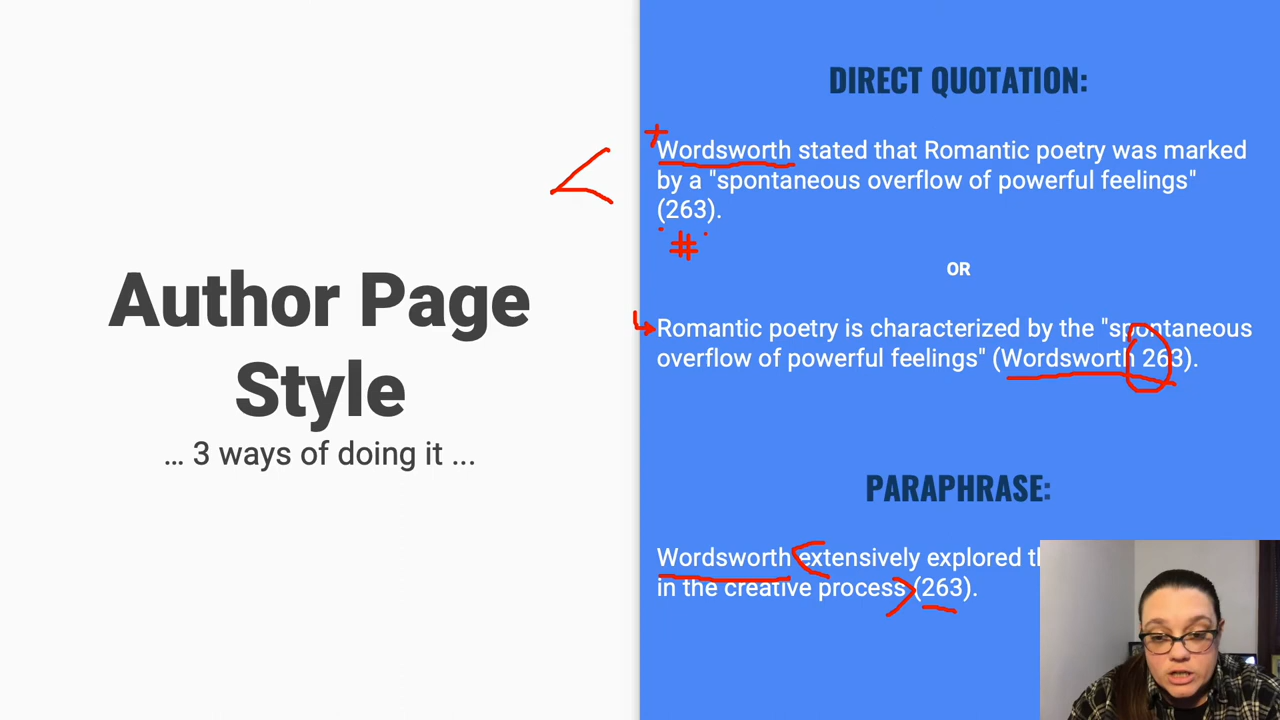 Author Page
Style
... 3 ways of doing it ...
DIRECT QUOTATION:
Wordsworth stated that Romantic poetry was marked
by a "spontaneous overflow of powerful feelings"
(263).
#
OR
Romantic poetry is characterized by the "spontaneous
overflow of powerful feelings" (Wordsworth 263).
PARAPHRASE:
Wordsworth extensively explored
in the creative process (263).